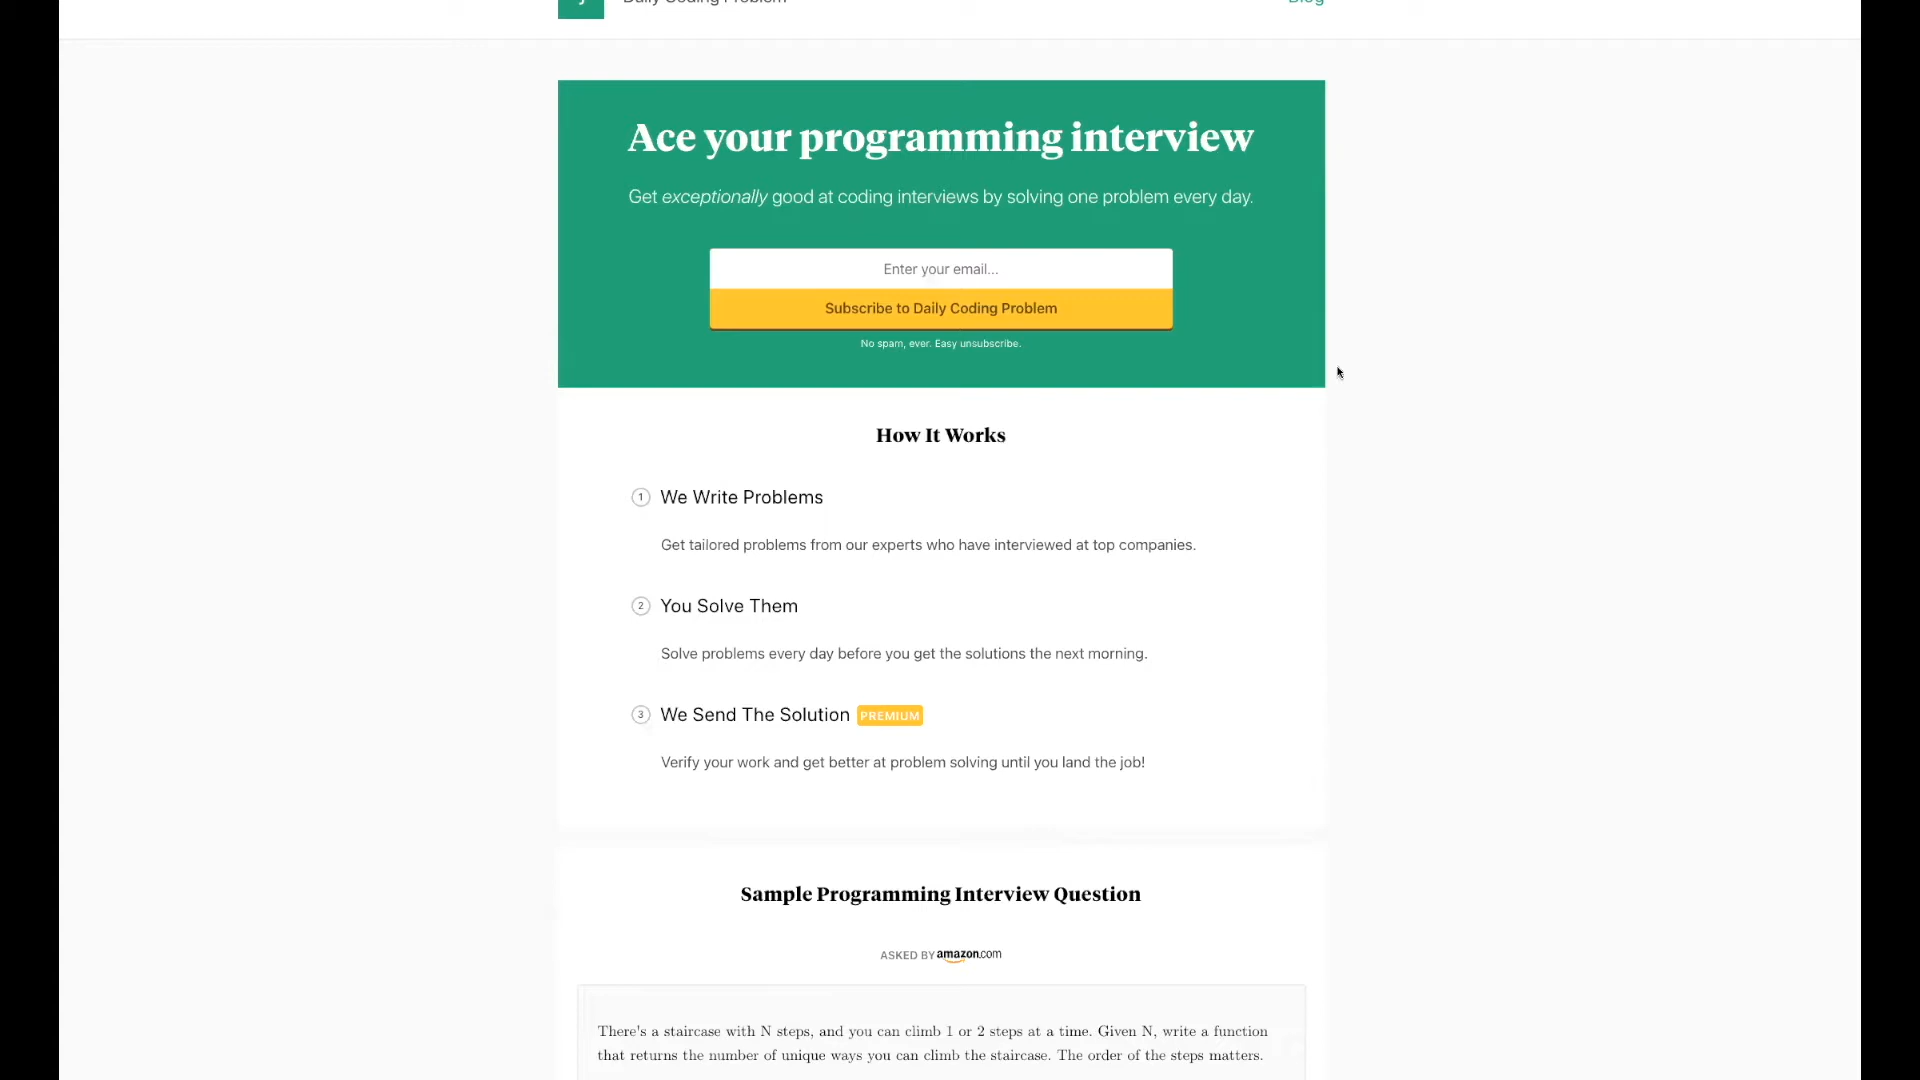 Daily Coding Problem
Blog
Ace your programming interview
Get exceptionally good at coding interviews by solving one problem every day.
Enter your email...
Subscribe to Daily Coding Problem
No spam, ever. Easy unsubscribe.
How It Works
1 We Write Problems
Get tailored problems from our experts who have interviewed at top companies.
2 You Solve Them
Solve problems every day before you get the solutions the next morning.
3 We Send The Solution PREMIUM
Verify your work and get better at problem solving until you land the job!
Sample Programming Interview Question
ASKED BY amazon.com
There's a staircase with N steps, and you can climb 1 or 2 steps at a time. Given N, write a function
that returns the number of unique ways you can climb the staircase. The order of the steps matters.